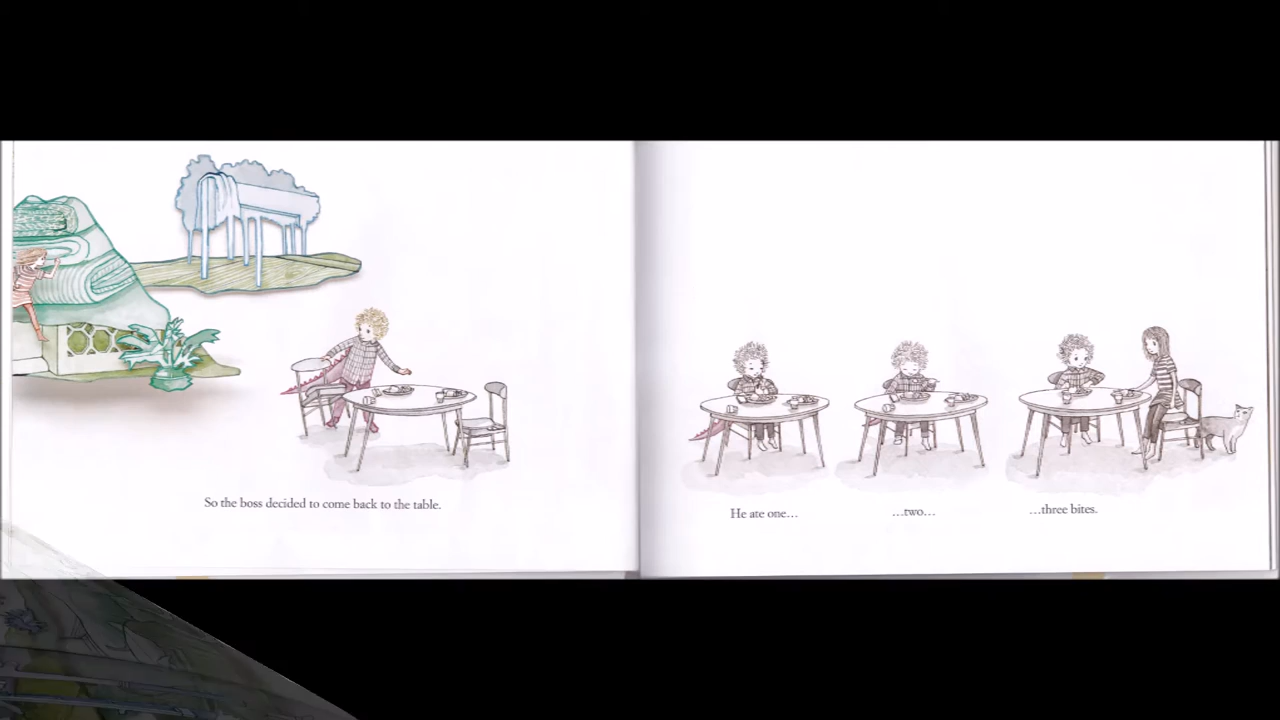 So the boss decided to come back to the table.
He ate one...
...two...
...three bites.